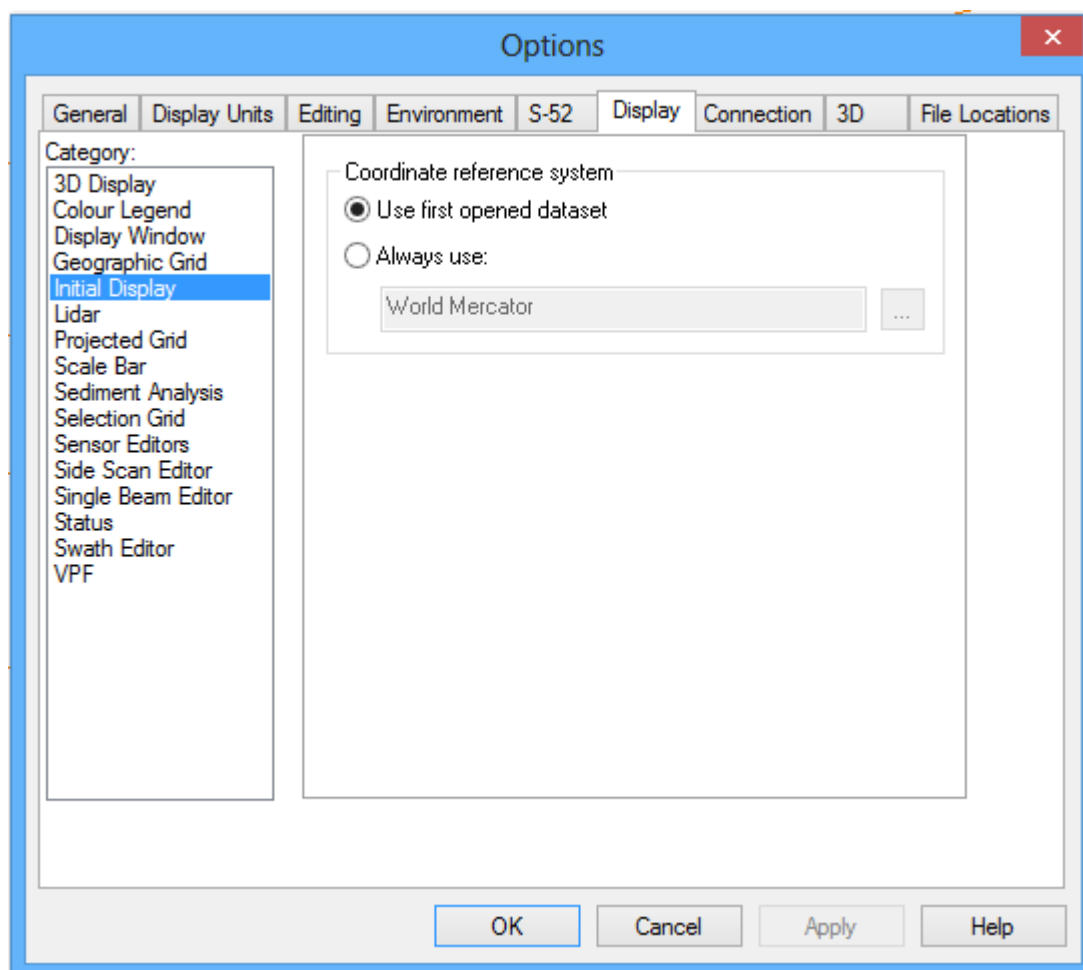 Options
General Display Units Editing Environment S-52 Display Connection 3D File Locations
Category:
3D Display
Colour Legend
Display Window
Geographic Grid
Initial Display
Lidar
Projected Grid
Scale Bar
Sediment Analysis
Selection Grid
Sensor Editors
Side Scan Editor
Single Beam Editor
Status
Swath Editor
VPF
Coordinate reference system
Use first opened dataset
Always use:
World Mercator ...
OK Cancel Apply Help